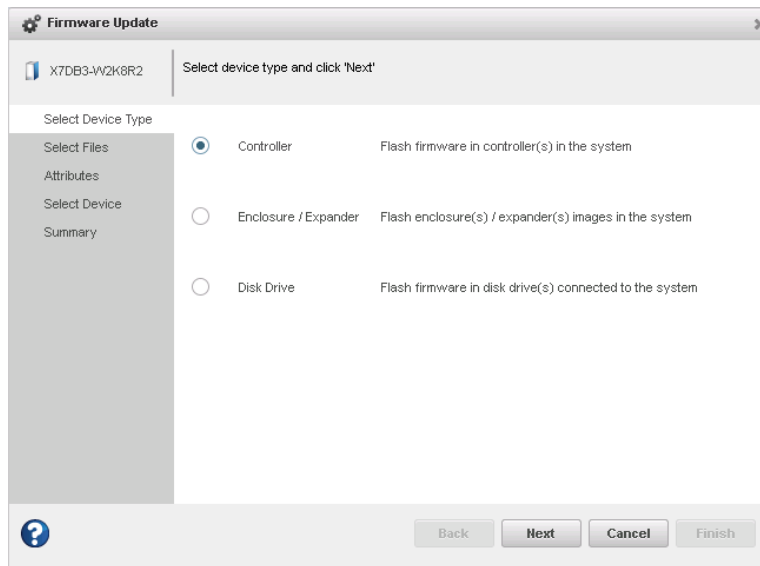 Firmware Update
X7DB3-W2K8R2
Select device type and click 'Next'
Select Device Type
Select Files
Attributes
Select Device
Summary
Controller Flash firmware in controller(s) in the system
Enclosure / Expander Flash enclosure(s) / expander(s) images in the system
Disk Drive Flash firmware in disk drive(s) connected to the system
? Back Next Cancel Finish